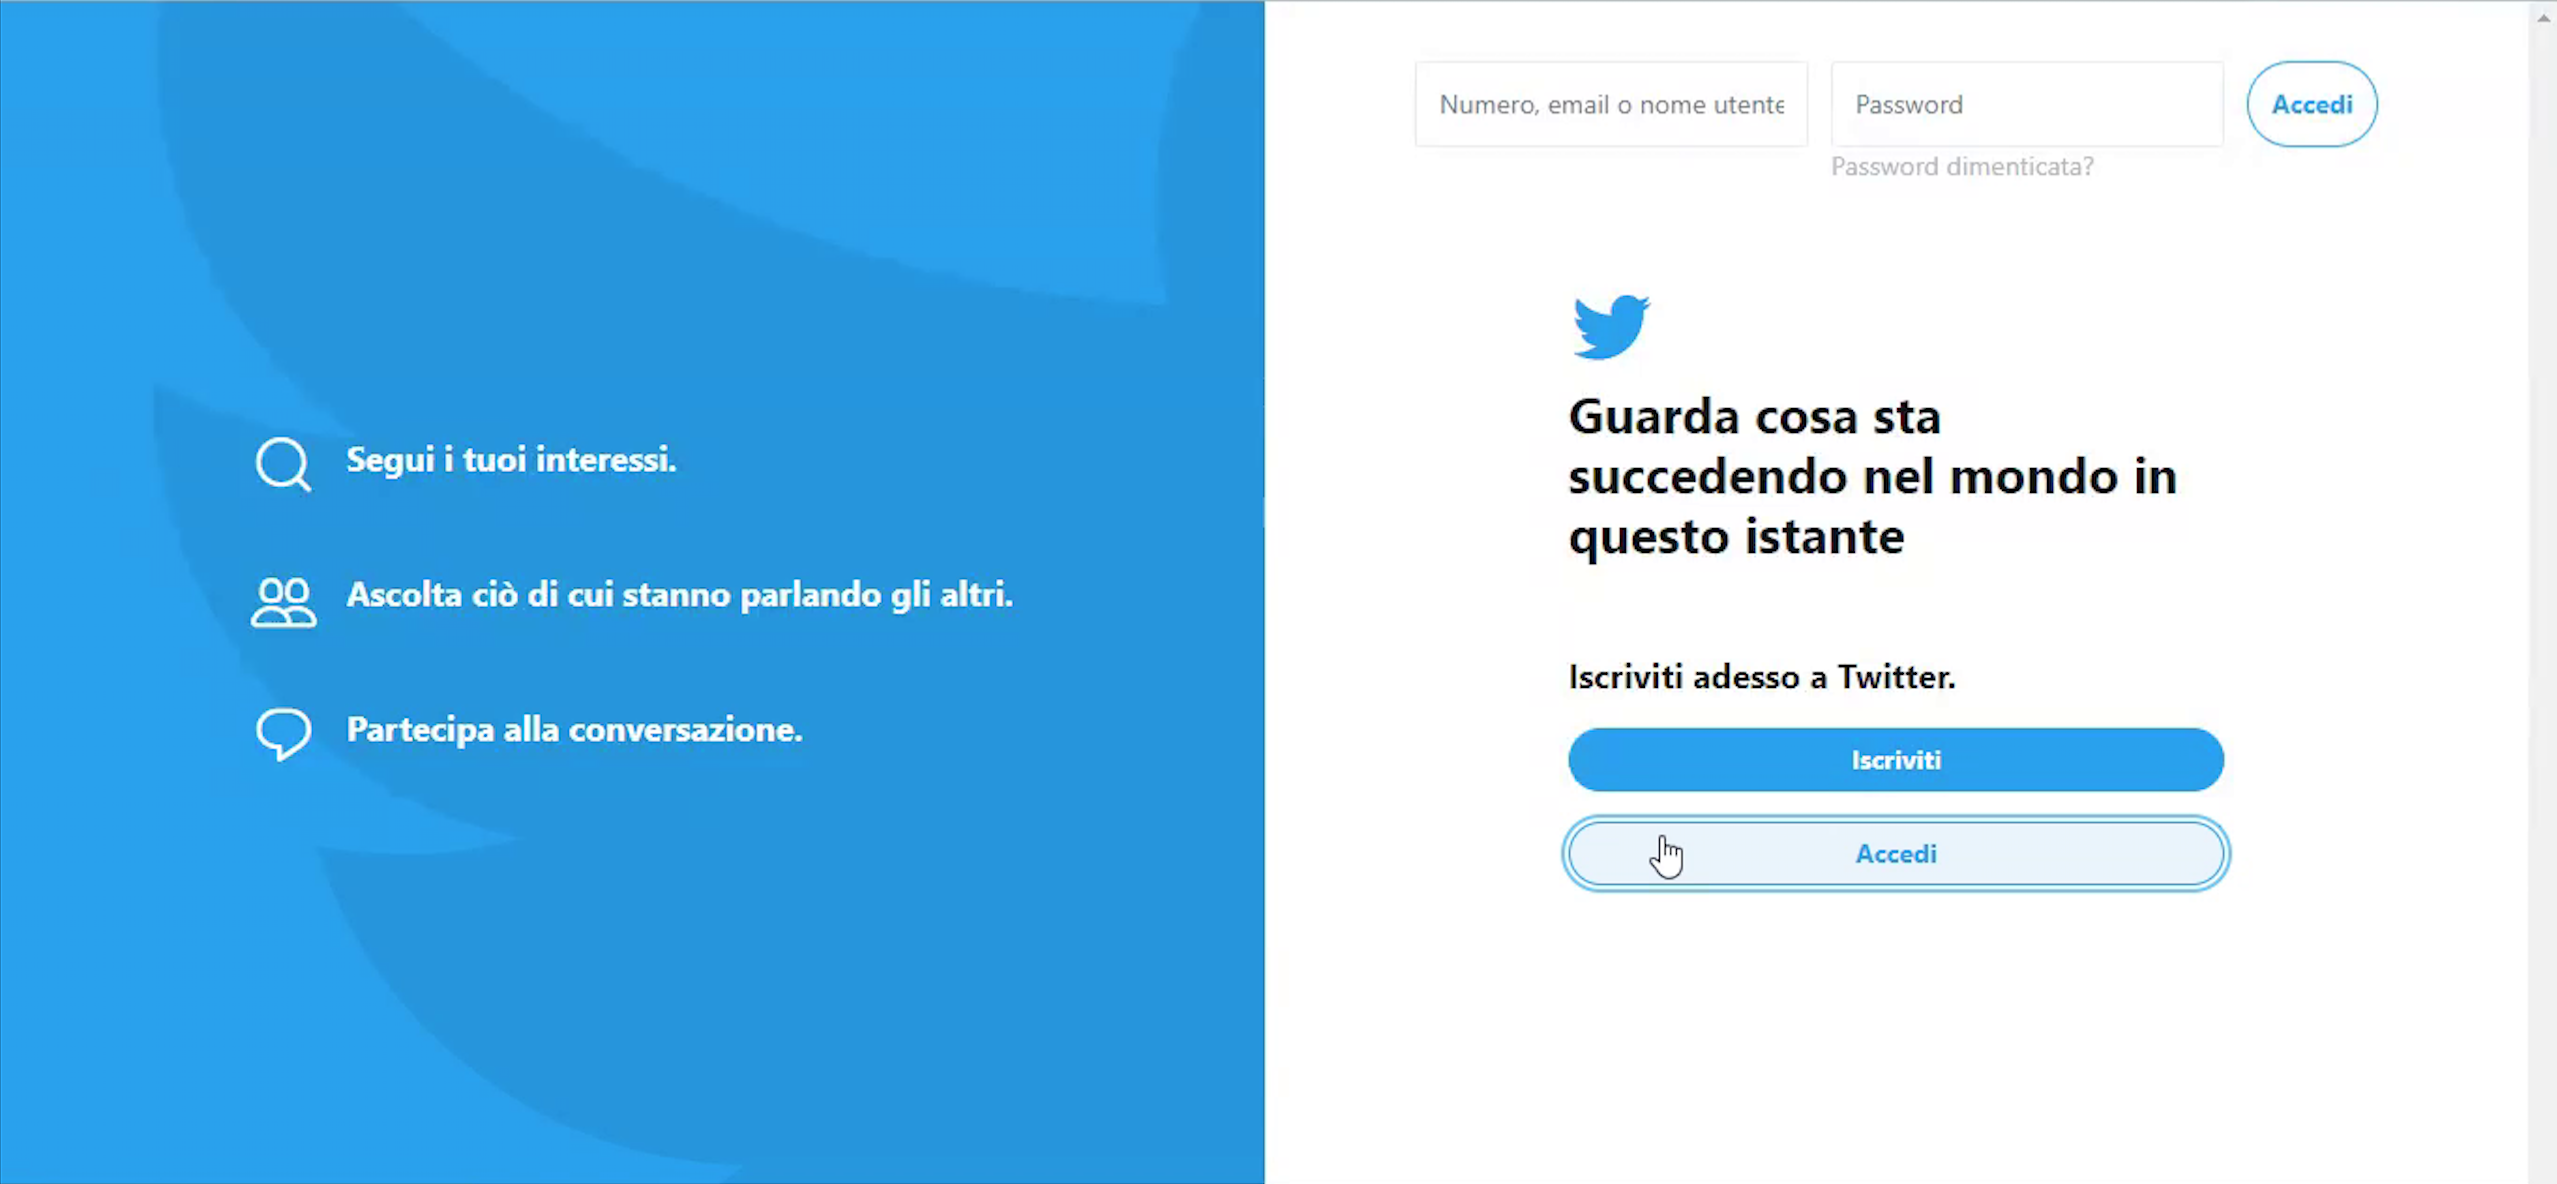 Numero, email o nome utente
Password
Accedi
Password dimenticata?
Segui i tuoi interessi.
Ascolta ciò di cui stanno parlando gli altri.
Partecipa alla conversazione.
Guarda cosa sta
succedendo nel mondo in
questo istante
Iscriviti adesso a Twitter.
Iscriviti
Accedi